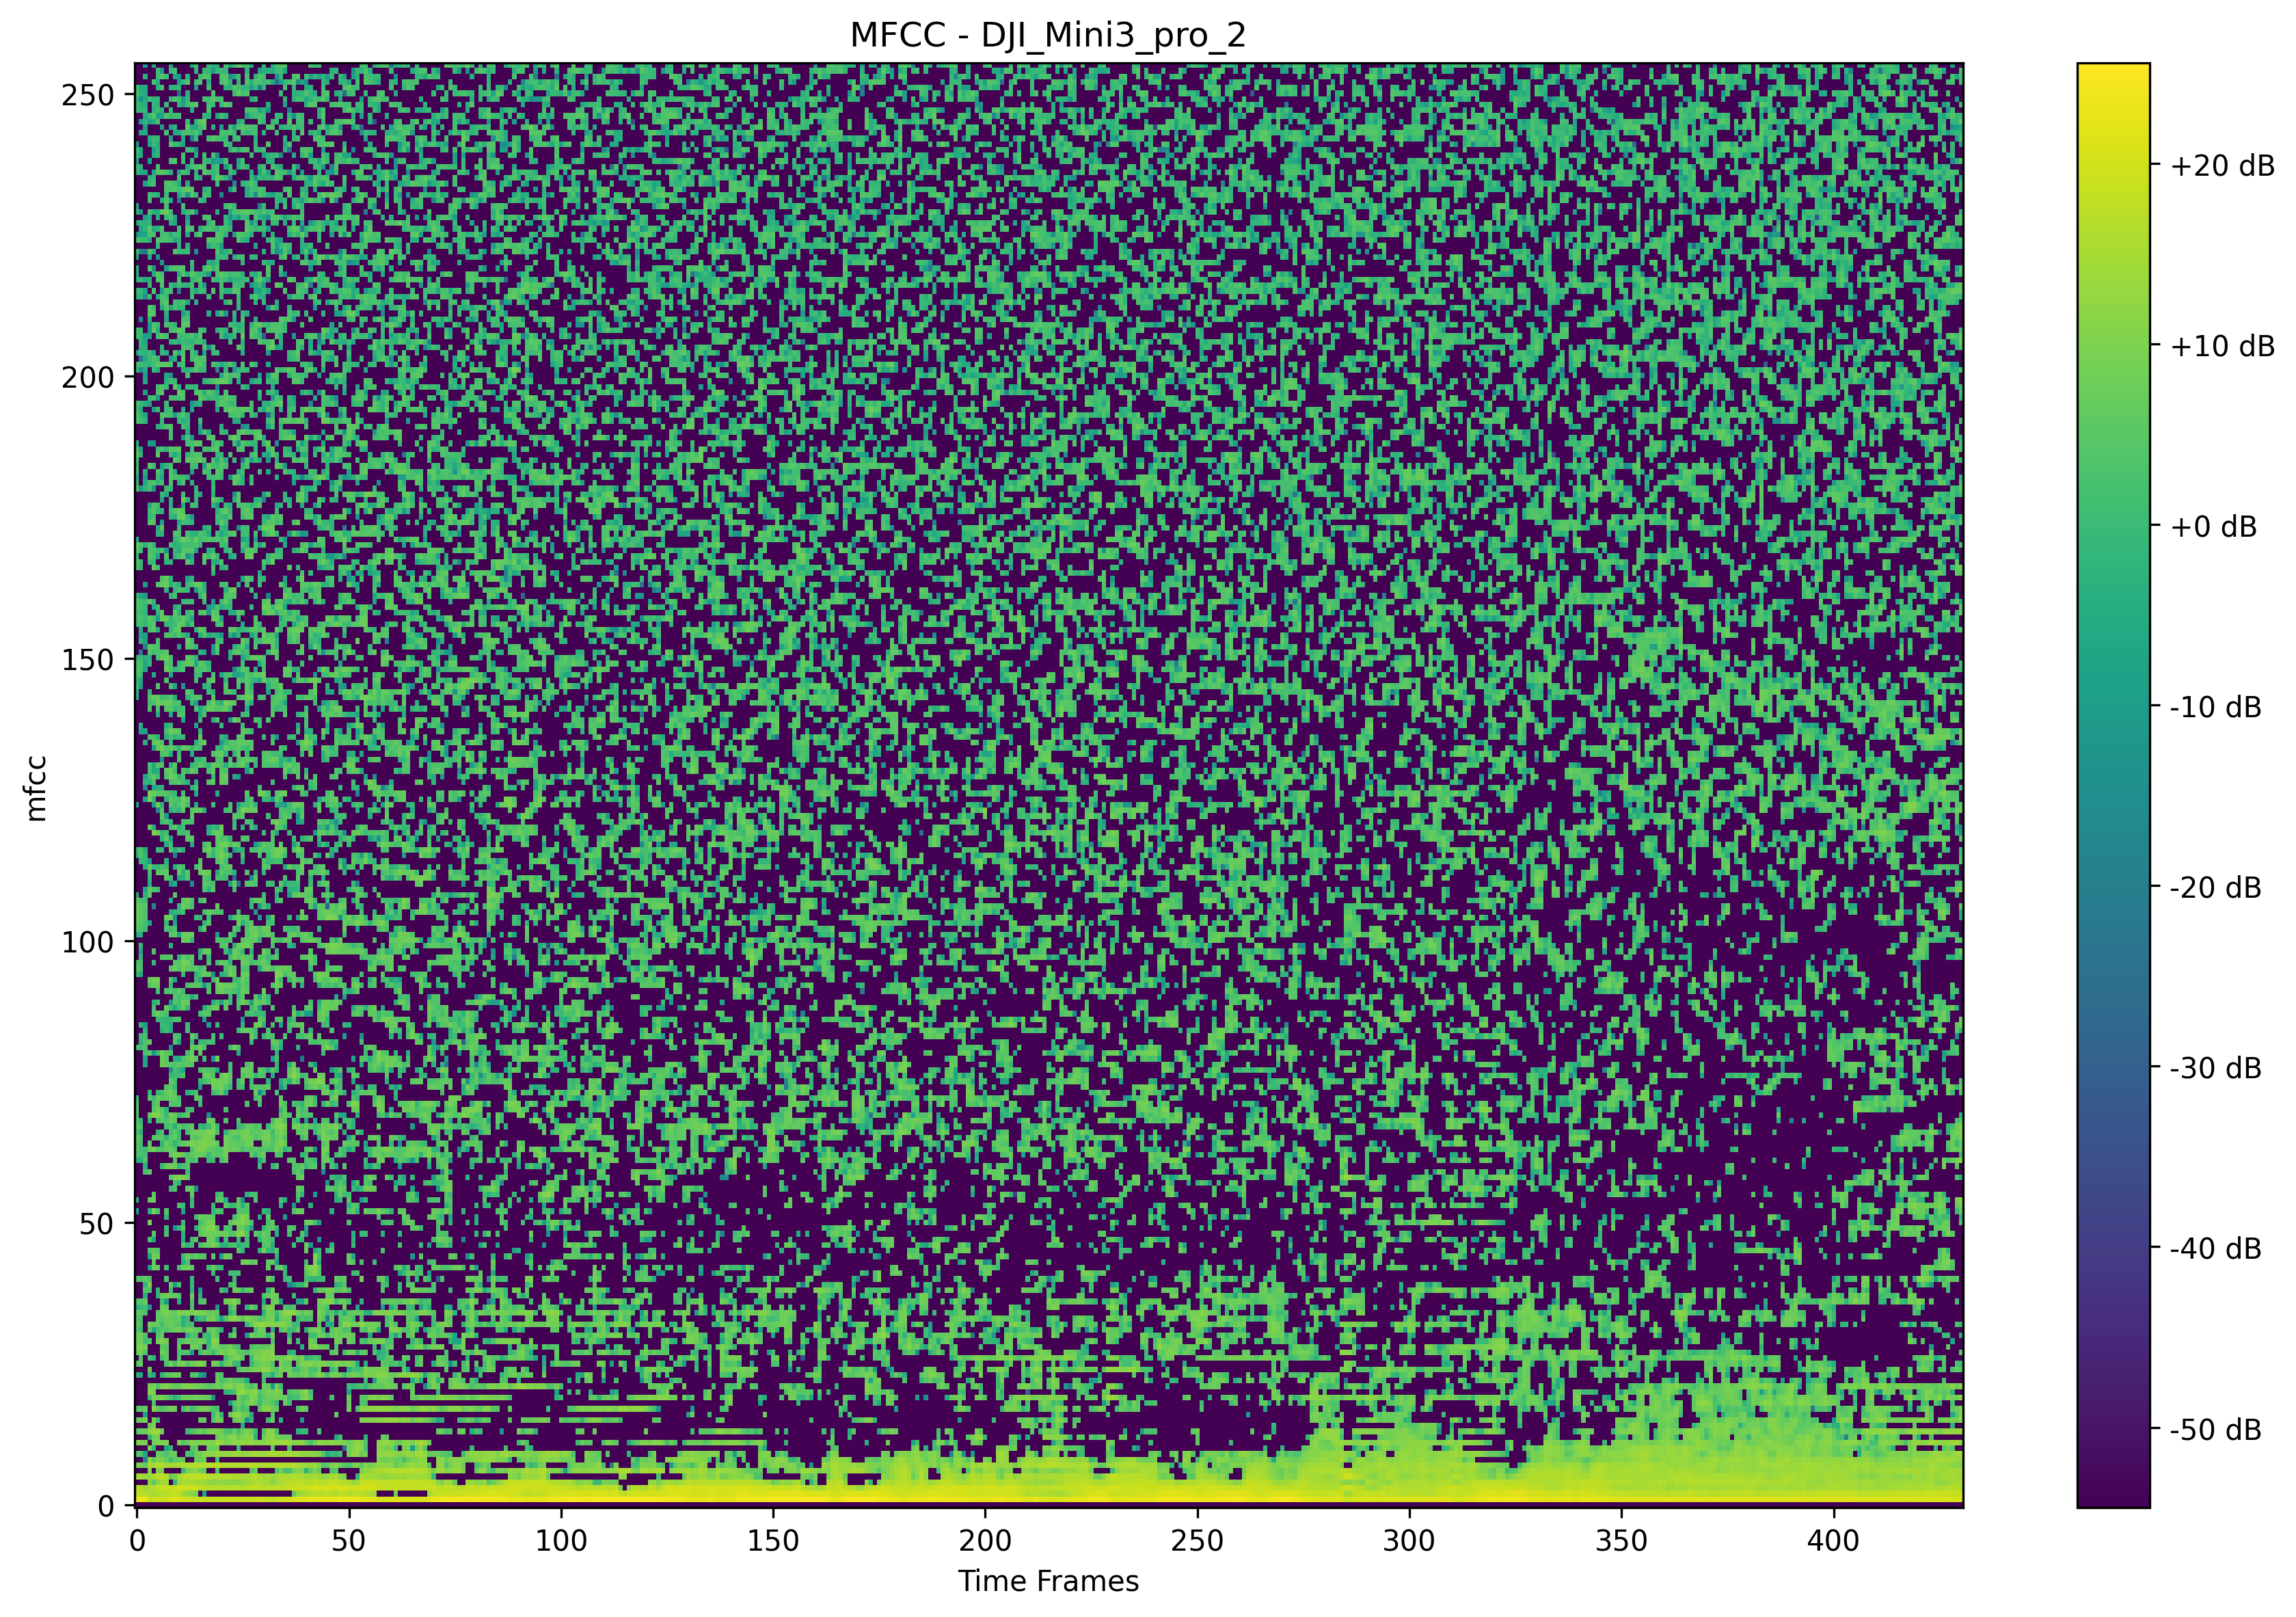 MFCC - DJI_Mini3_pro_2
mfcc
250
200
150
100
50
0
0 50 100 150 200 250 300 350 400
Time Frames
+20 dB
+10 dB
+0 dB
-10 dB
-20 dB
-30 dB
-40 dB
-50 dB